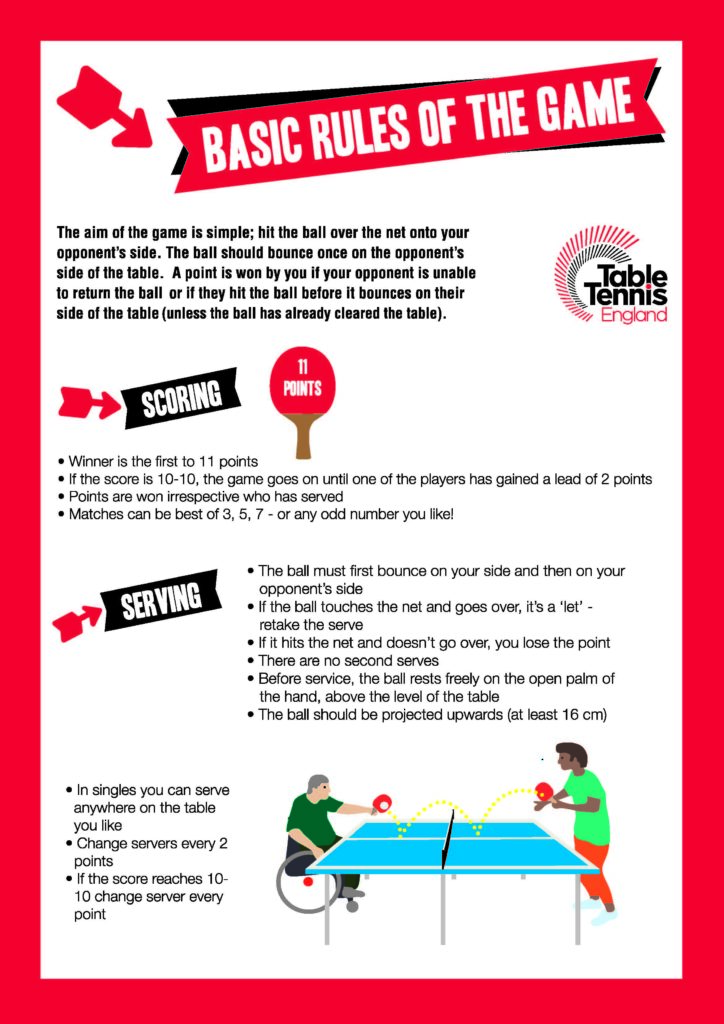 BASIC RULES OF THE GAME
The aim of the game is simple; hit the ball over the net onto your
opponent's side. The ball should bounce once on the opponent's
side of the table.  A point is won by you if your opponent is unable
to return the ball or if they hit the ball before it bounces on their
side of the table (unless the ball has already cleared the table).
Table
Tennis
England
SCORING
11
POINTS
• Winner is the first to 11 points
• If the score is 10-10, the game goes on until one of the players has gained a lead of 2 points
• Points are won irrespective who has served
• Matches can be best of 3, 5, 7 - or any odd number you like!
SERVING
• The ball must first bounce on your side and then on your
opponent's side
• If the ball touches the net and goes over, it's a 'let' -
retake the serve
• If it hits the net and doesn't go over, you lose the point
• There are no second serves
• Before service, the ball rests freely on the open palm of
the hand, above the level of the table
• The ball should be projected upwards (at least 16 cm)
• In singles you can serve
anywhere on the table
you like
• Change servers every 2
points
• If the score reaches 10-
10 change server every
point